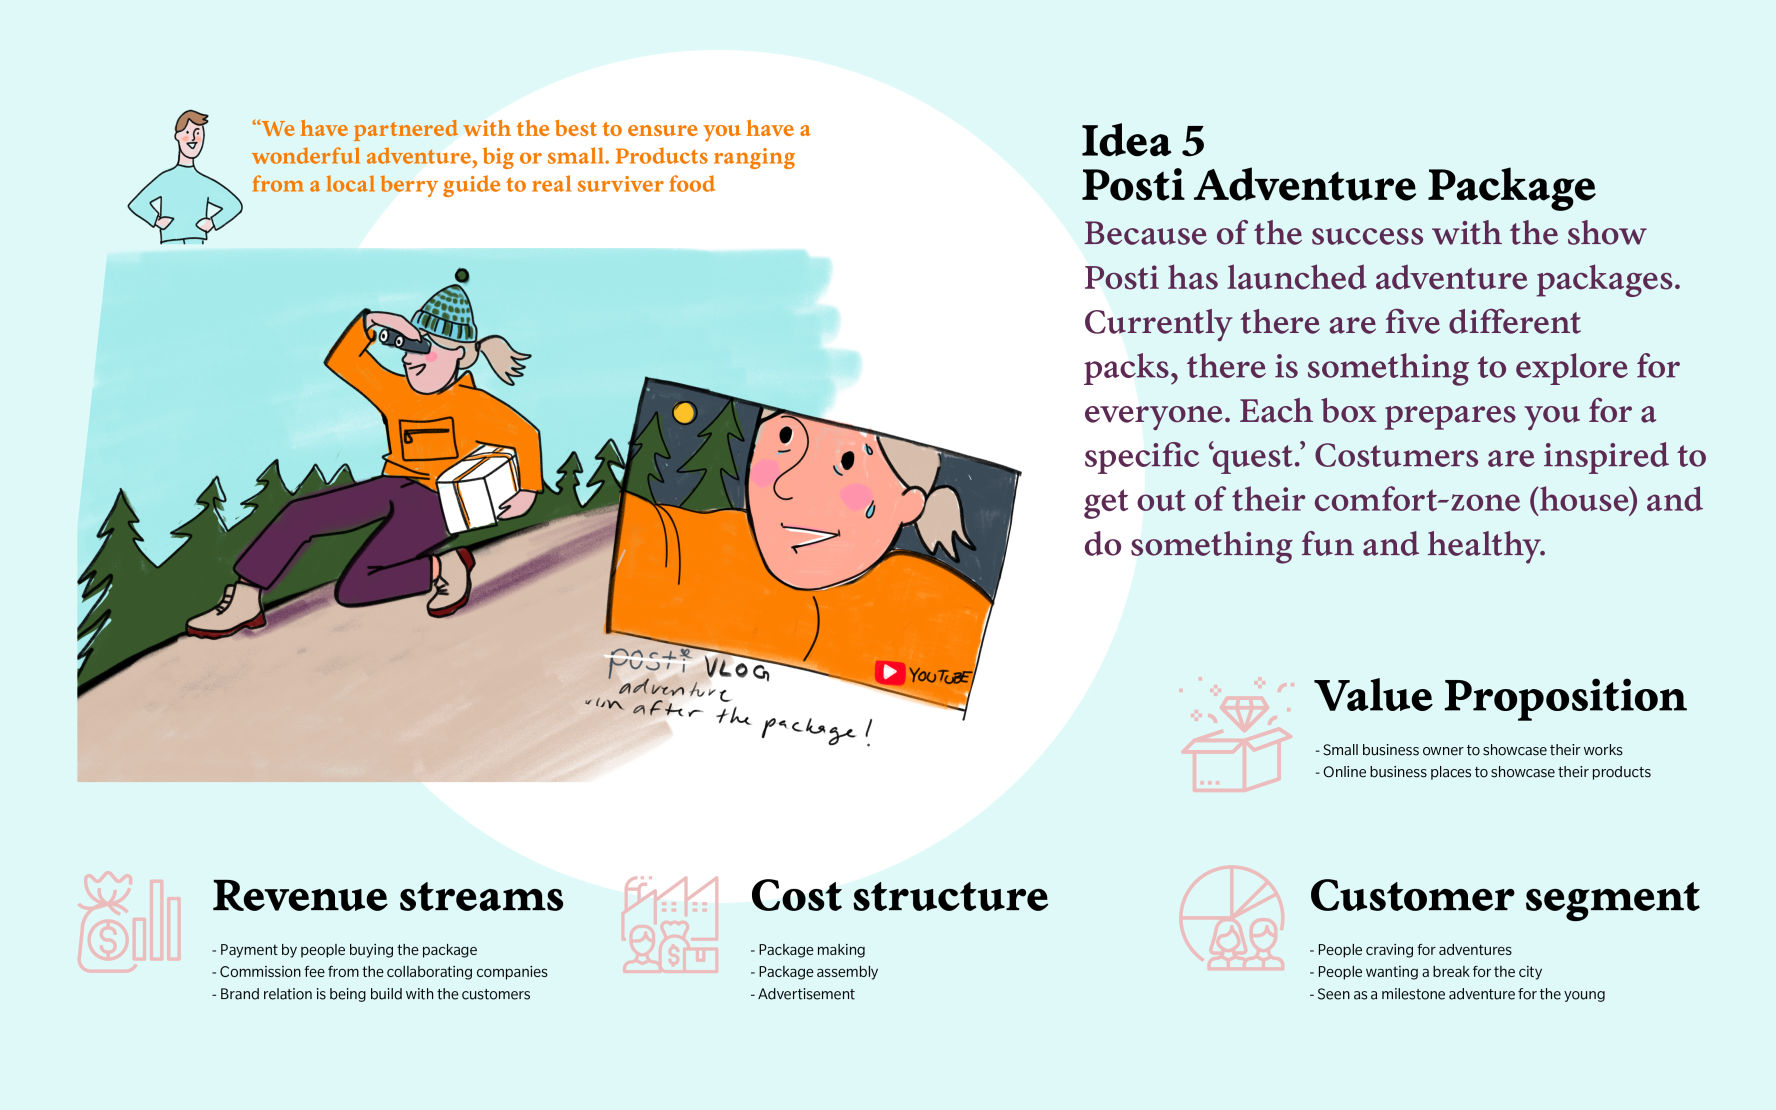 “We have partnered with the best to ensure you have a
wonderful adventure, big or small. Products ranging
from a local berry guide to real surviver food
Idea 5
Posti Adventure Package
Because of the success with the show
Posti has launched adventure packages.
Currently there are five different
packs, there is something to explore for
everyone. Each box prepares you for a
specific ‘quest.’ Costumers are inspired to
get out of their comfort-zone (house) and
do something fun and healthy.
posti VLOG
adventure
after the package!
YOUTUBE
Value Proposition
- Small business owner to showcase their works
- Online business places to showcase their products
Revenue streams
- Payment by people buying the package
- Commission fee from the collaborating companies
- Brand relation is being build with the customers
Cost structure
- Package making
- Package assembly
- Advertisement
Customer segment
- People craving for adventures
- People wanting a break for the city
- Seen as a milestone adventure for the young